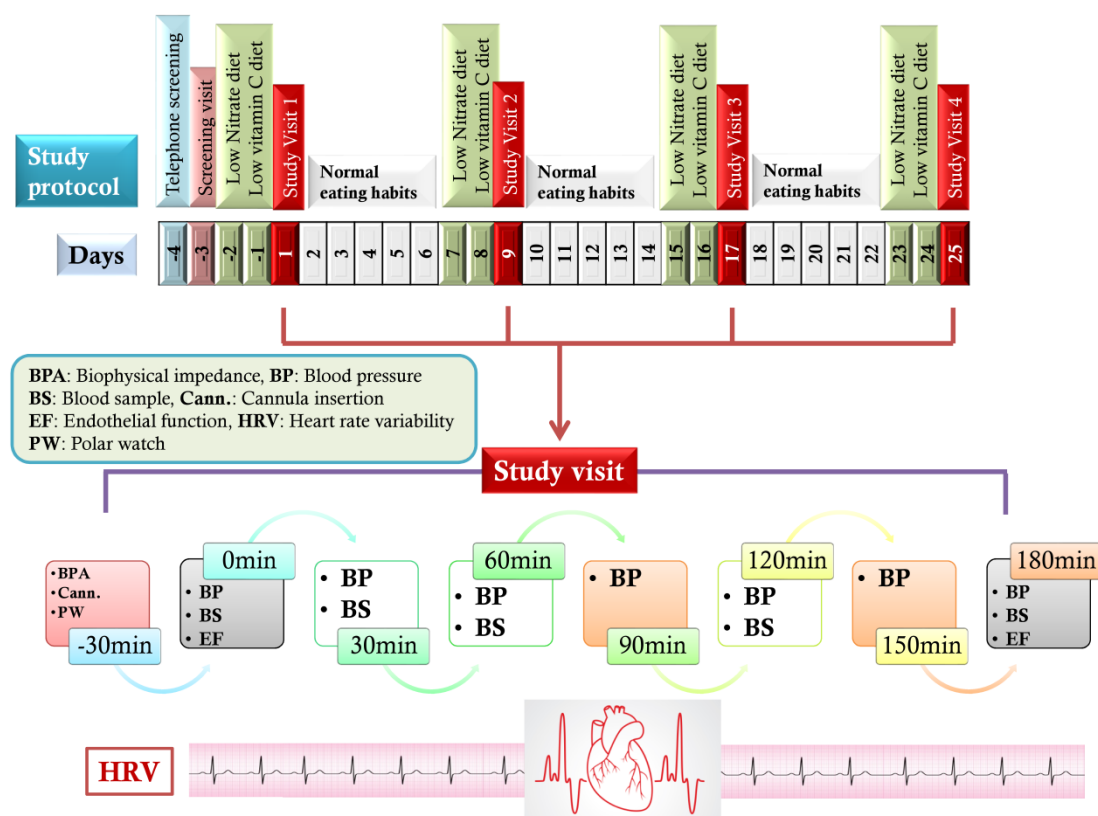 Telephone screening
Screening visit
Low Nitrate diet
Low vitamin C diet
Study Visit 1
Normal
eating habits
Low Nitrate diet
Low vitamin C diet
Study Visit 2
Normal
eating habits
Low Nitrate diet
Low vitamin C diet
Study Visit 3
Normal
eating habits
Low Nitrate diet
Low vitamin C diet
Study Visit 4
Study
protocol
Days
-4 -3 -2 -1 1 2 3 4 5 6 7 8 9 10 11 12 13 14 15 16 17 18 19 20 21 22 23 24 25
BPA: Biophysical impedance, BP: Blood pressure
BS: Blood sample, Cann.: Cannula insertion
EF: Endothelial function, HRV: Heart rate variability
PW: Polar watch
Study visit
•BPA
•Cann.
•PW
-30min
0min
• BP
• BS
• EF
• BP
• BS
30min
60min
• BP
• BS
• BP
90min
120min
• BP
• BS
• BP
150min
180min
• BP
• BS
• EF
HRV